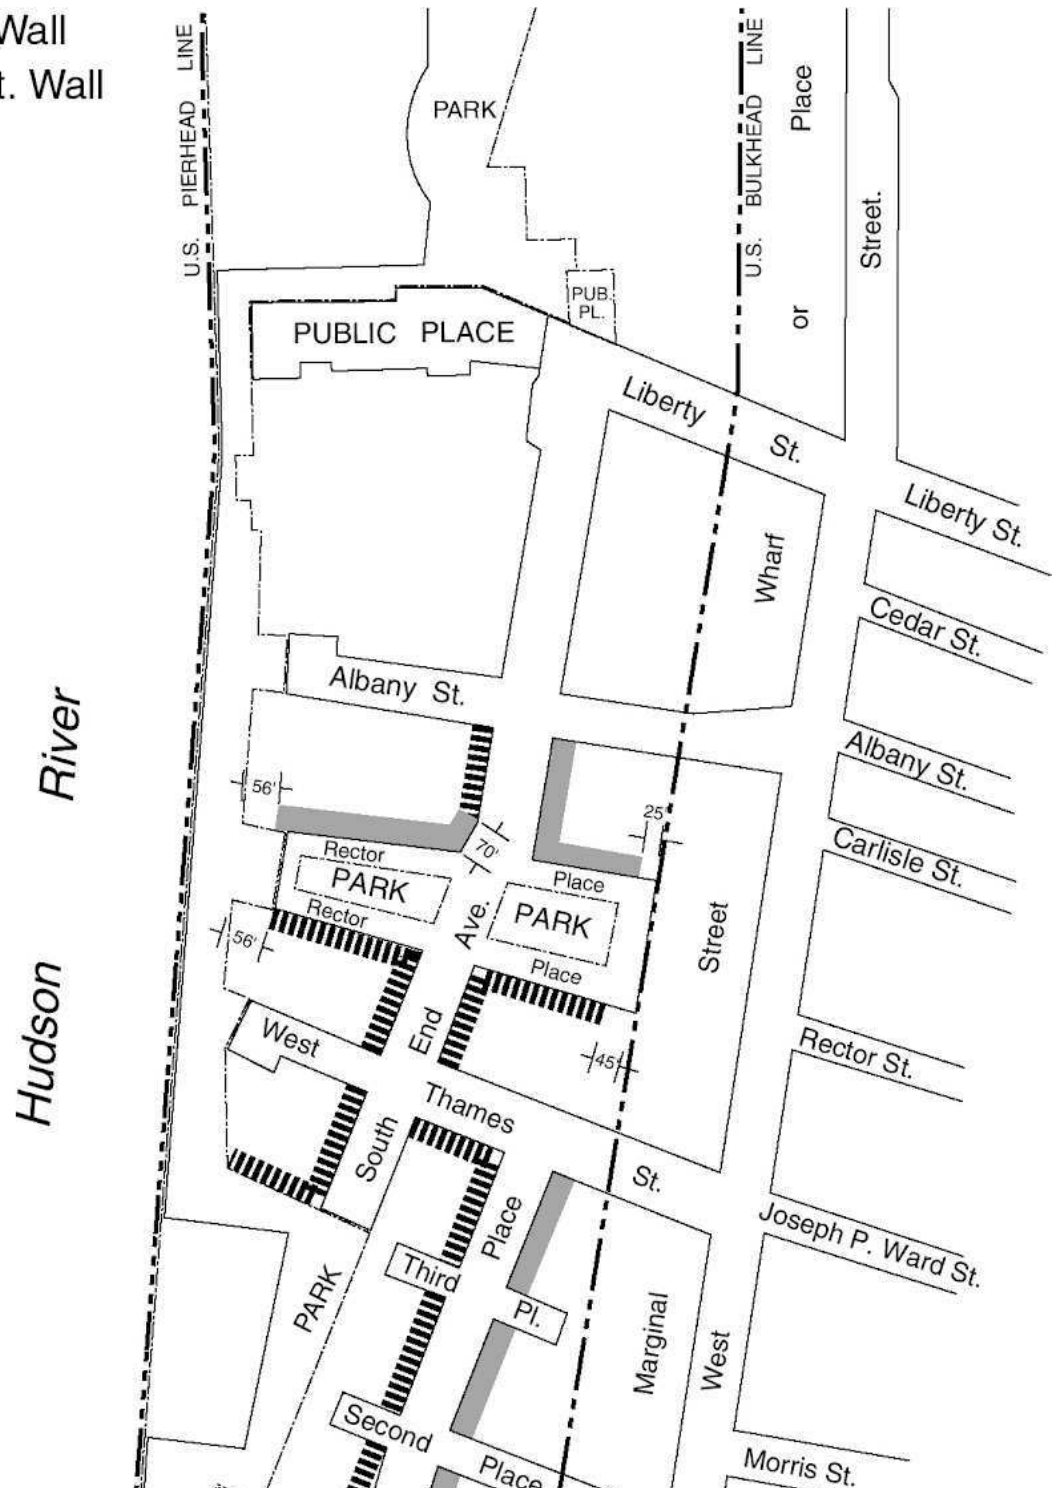 Wall
t. Wall
U.S. PIERHEAD LINE
PARK
U.S. BULKHEAD LINE
Place
or
Street.
PUB.
PL.
PUBLIC PLACE
Liberty St.
Liberty St.
Wharf
Cedar St.
Albany St.
Albany St.
River
Hudson
56'
25'
70'
Carlisle St.
Rector
PARK
Rector
Place
PARK
Place
Ave.
End
56'
Street
West
45'
Rector St.
Thames St.
South
Place
Joseph P. Ward St.
Third Pl.
PARK
Marginal
West
Second Place
Morris St.